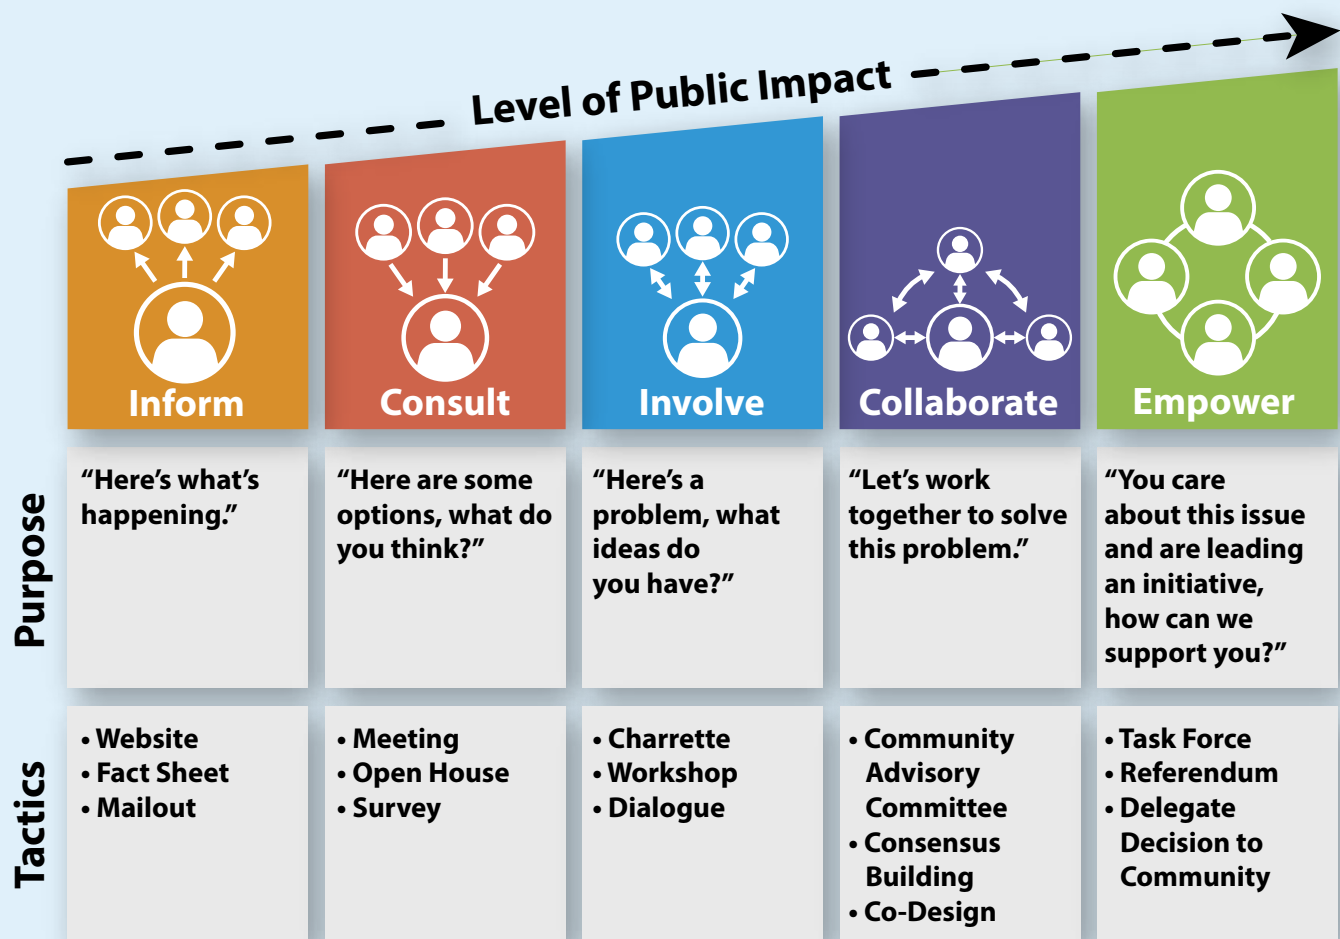 Level of Public Impact
Inform
Consult
Involve
Collaborate
Empower
Purpose
“Here’s what’s
happening.”
“Here are some
options, what do
you think?”
“Here’s a
problem, what
ideas do
you have?”
“Let’s work
together to solve
this problem.”
“You care
about this issue
and are leading
an initiative,
how can we
support you?”
Tactics
• Website
• Fact Sheet
• Mailout
• Meeting
• Open House
• Survey
• Charrette
• Workshop
• Dialogue
• Community
Advisory
Committee
• Consensus
Building
• Co-Design
• Task Force
• Referendum
• Delegate
Decision to
Community